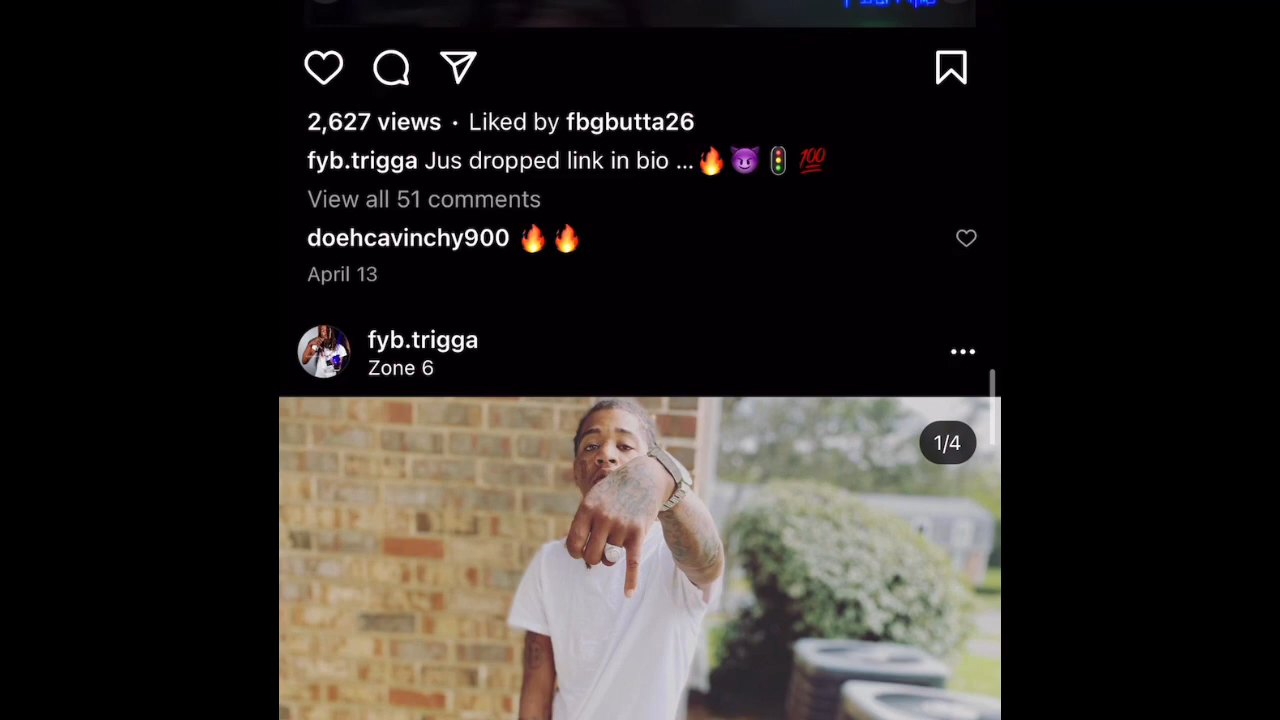 2,627 views · Liked by fbgbutta26
fyb.trigga Jus dropped link in bio ...🔥😈🚦💯
View all 51 comments
doehcavinchy900 🔥🔥
April 13
fyb.trigga
Zone 6
1/4